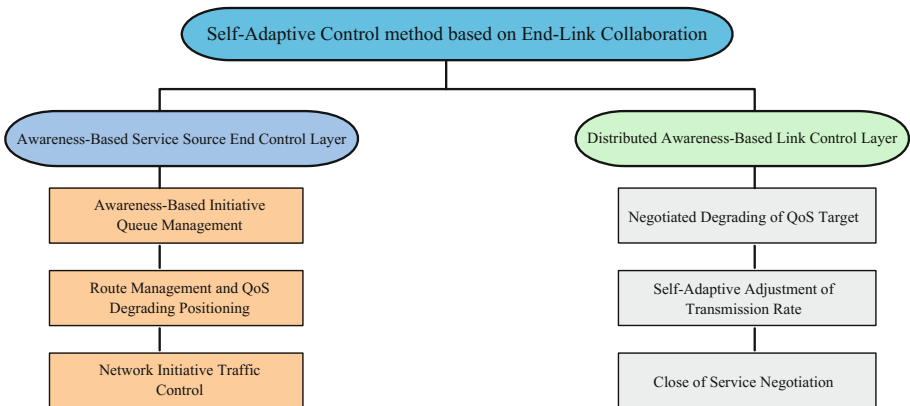 Self-Adaptive Control method based on End-Link Collaboration
Awareness-Based Service Source End Control Layer
Distributed Awareness-Based Link Control Layer
Awareness-Based Initiative
Queue Management
Route Management and QoS
Degrading Positioning
Network Initiative Traffic
Control
Negotiated Degrading of QoS Target
Self-Adaptive Adjustment of
Transmission Rate
Close of Service Negotiation